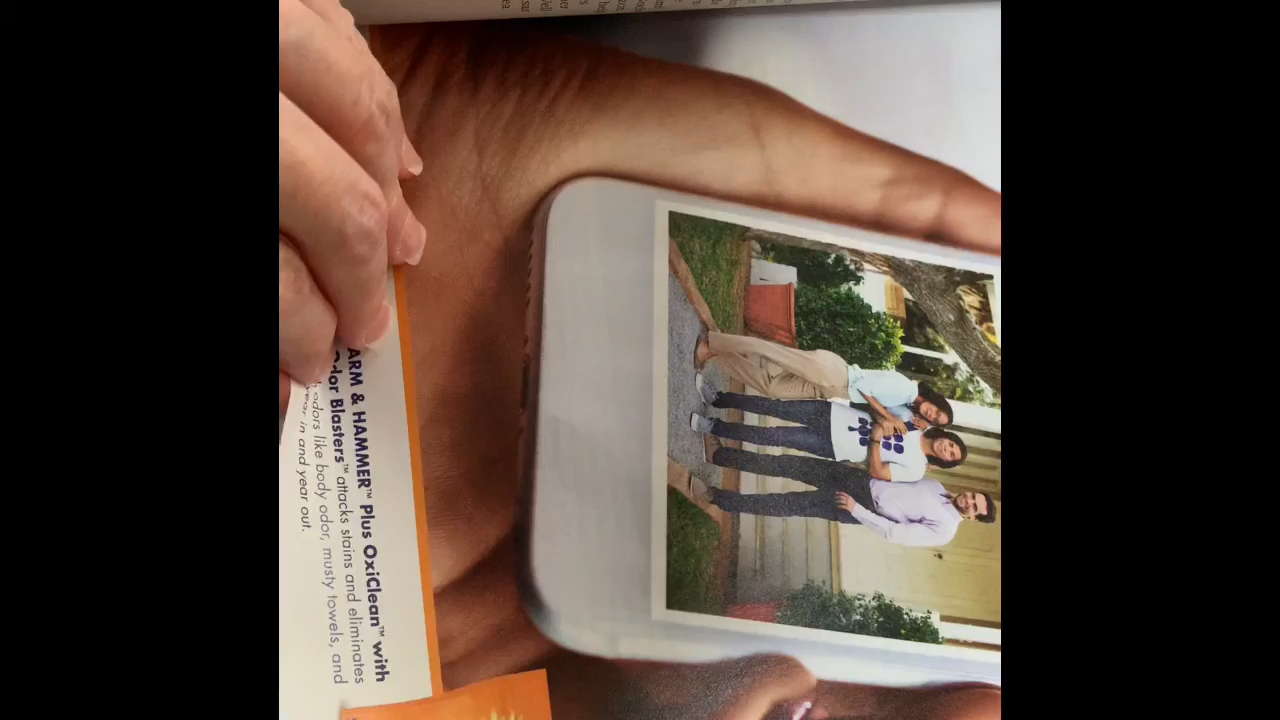 ARM & HAMMER™ Plus OxiClean™ with
Odor Blasters™ attacks stains and eliminates
odors like body odor, musty towels, and
in and year out.